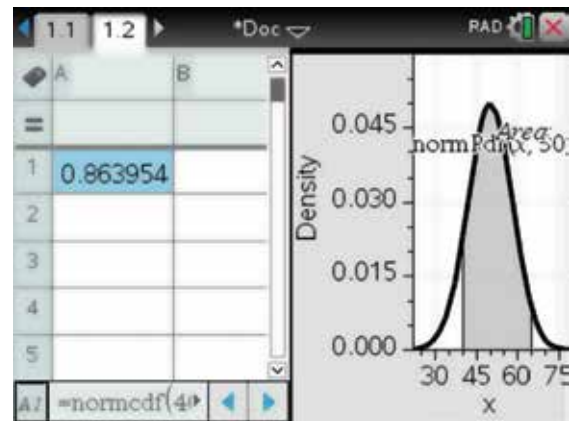 1.1 1.2 *Doc RAD
A B
=
1 0.863954
2
3
4
5
A1 =normcdf(40
0.045
0.030
0.015
0.000
Density
Area
normPdf(x, 50,
30 45 60 75
x